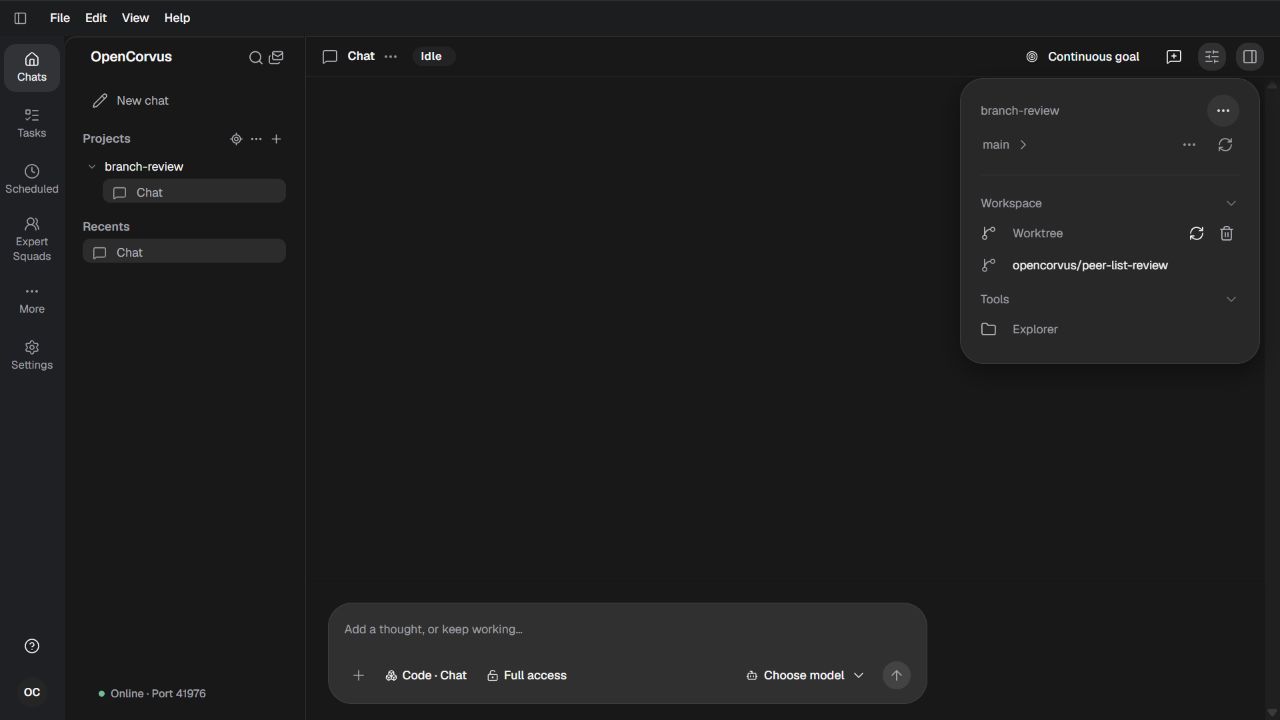 File Edit View Help
OpenCorvus
Chats
Tasks
Scheduled
Expert
Squads
More
Settings
OC
New chat
Projects
branch-review
Chat
Recents
Chat
Online · Port 41976
Chat
Idle
Continuous goal
branch-review
main
Workspace
Worktree
opencorvus/peer-list-review
Tools
Explorer
Add a thought, or keep working...
Code · Chat
Full access
Choose model